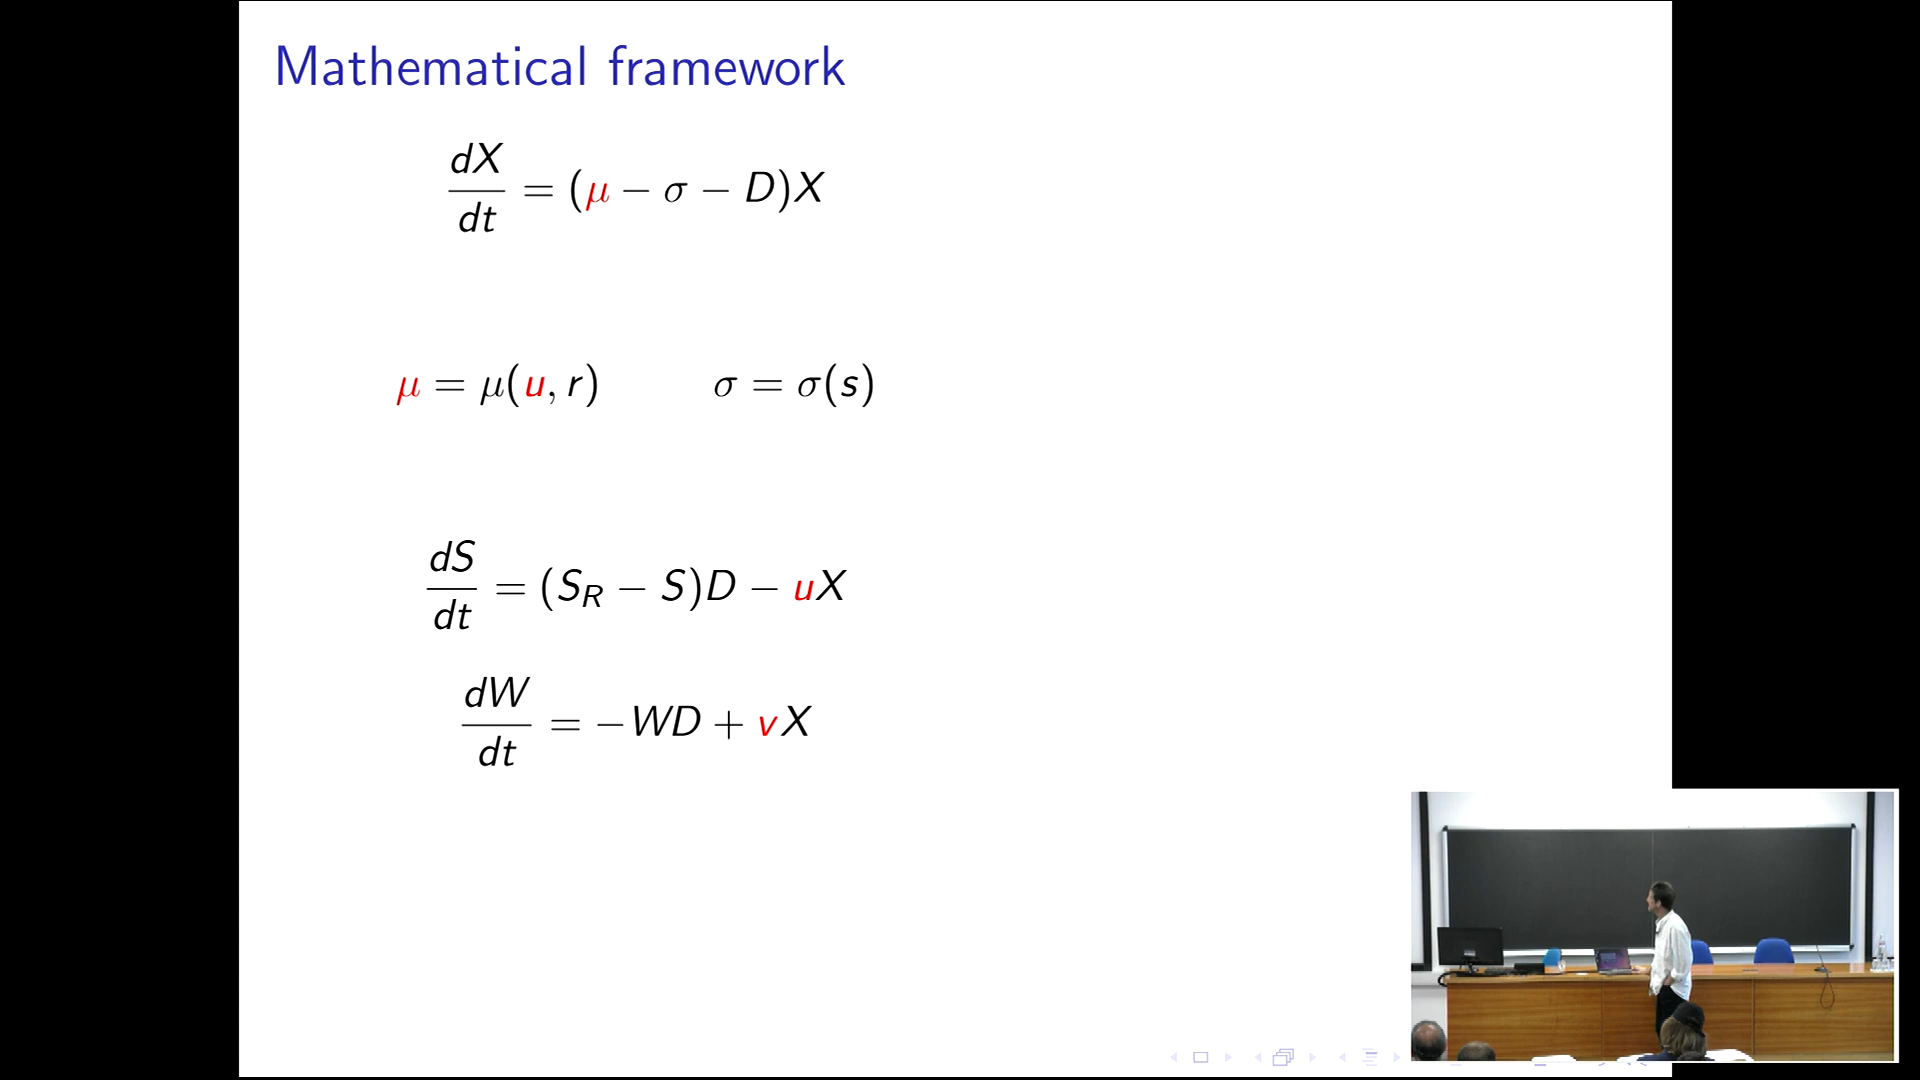 Mathematical framework
dX/dt = (μ − σ − D)X
μ = μ(u, r) σ = σ(s)
dS/dt = (S_R − S)D − uX
dW/dt = −WD + vX